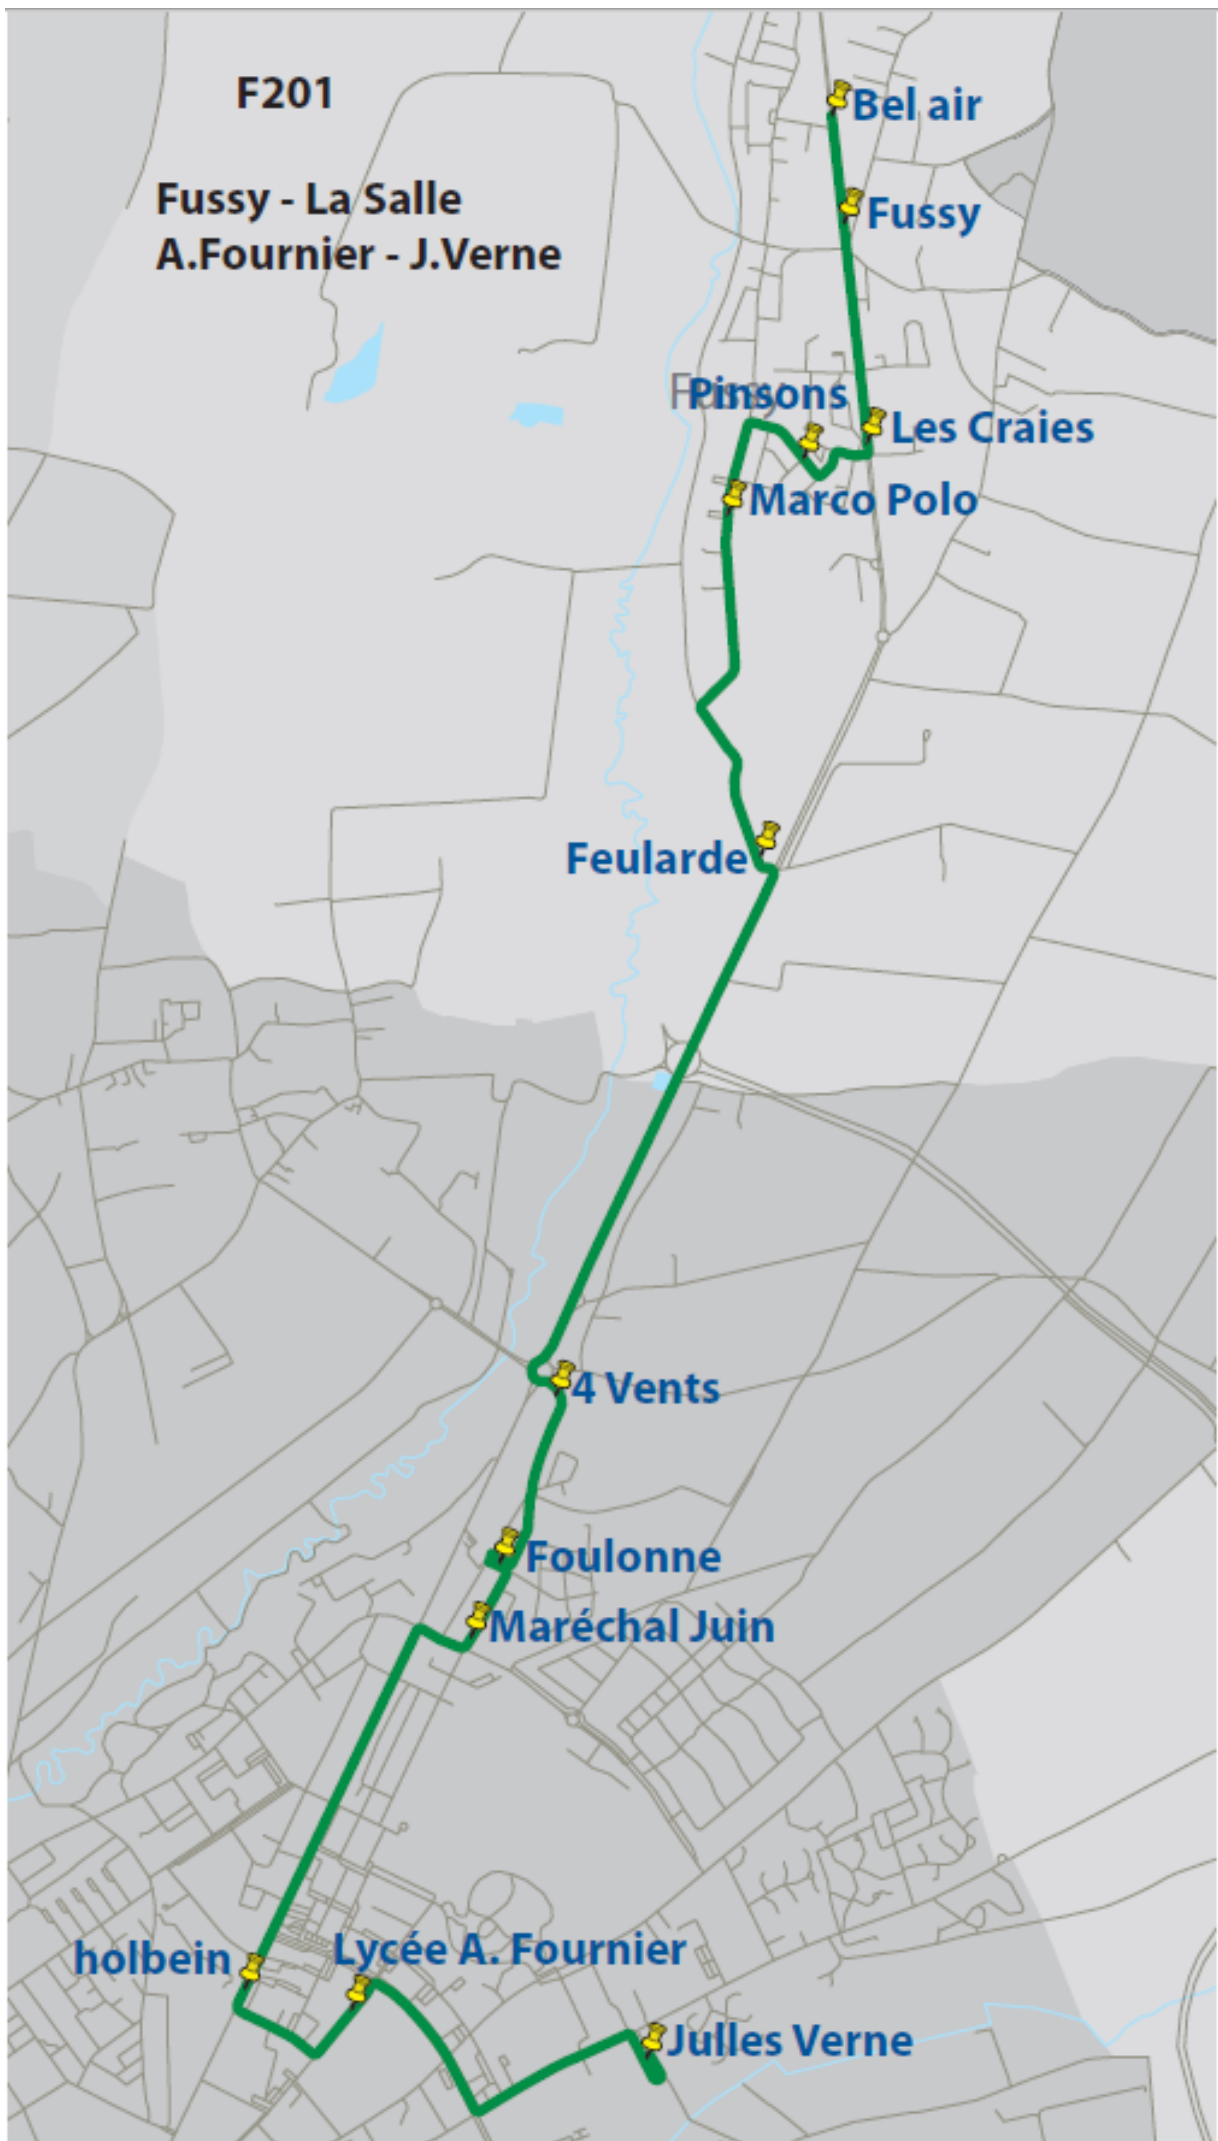 F201
Bel air
Fussy - La Salle
Fussy
A.Fournier - J.Verne
Fussy
Pinsons
Les Craies
Marco Polo
Feularde
4 Vents
Foulonne
Maréchal Juin
holbein
Lycée A. Fournier
Julles Verne